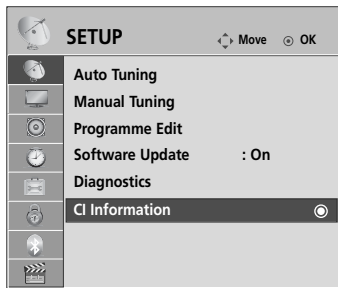 SETUP Move OK
Auto Tuning
Manual Tuning
Programme Edit
Software Update : On
Diagnostics
CI Information